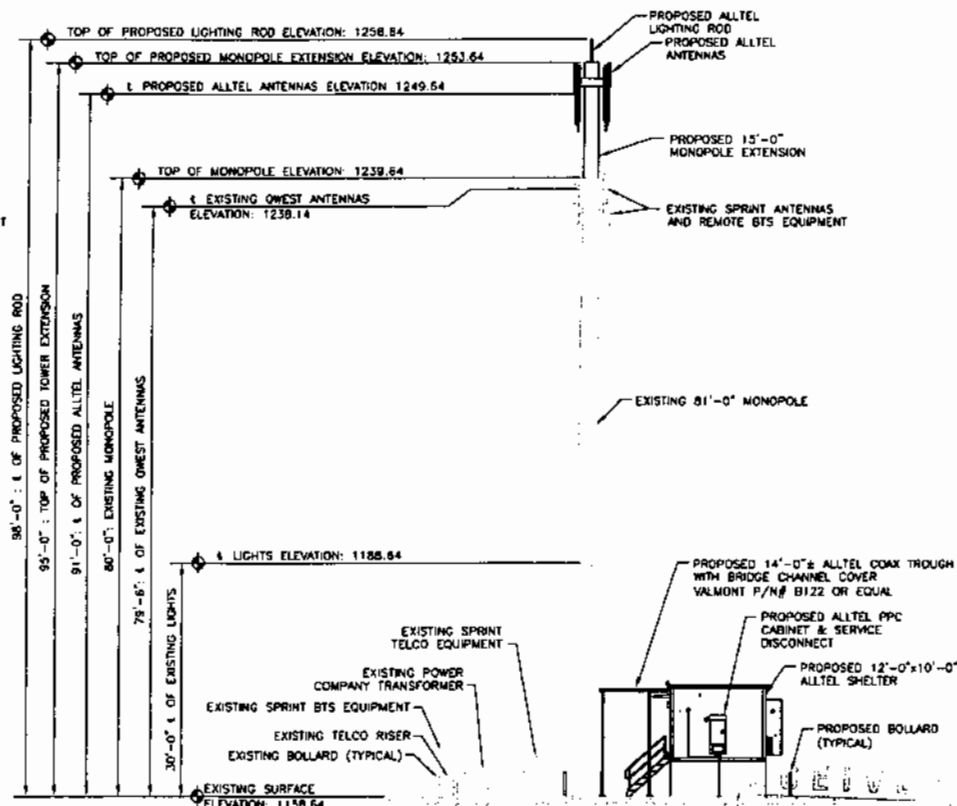 TOP OF PROPOSED LIGHTING ROD ELEVATION: 1256.64
TOP OF PROPOSED MONOPOLE EXTENSION ELEVATION: 1253.64
℄ PROPOSED ALLTEL ANTENNAS ELEVATION 1249.64
TOP OF MONOPOLE ELEVATION: 1239.64
℄ EXISTING QWEST ANTENNAS
ELEVATION: 1238.14
T
PROPOSED ALLTEL
LIGHTING ROD
PROPOSED ALLTEL
ANTENNAS
PROPOSED 15'-0"
MONOPOLE EXTENSION
EXISTING SPRINT ANTENNAS
AND REMOTE BTS EQUIPMENT
EXISTING 81'-0" MONOPOLE
98'-0" : ℄ OF PROPOSED LIGHTING ROD
95'-0" : TOP OF PROPOSED TOWER EXTENSION
91'-0": ℄ OF PROPOSED ALLTEL ANTENNAS
80'-0": EXISTING MONOPOLE
79'-6": ℄ OF EXISTING QWEST ANTENNAS
30'-0" ℄ OF EXISTING LIGHTS
℄ LIGHTS ELEVATION: 1188.64
EXISTING SPRINT
TELCO EQUIPMENT
EXISTING POWER
COMPANY TRANSFORMER
EXISTING SPRINT BTS EQUIPMENT
EXISTING TELCO RISER
EXISTING BOLLARD (TYPICAL)
EXISTING SURFACE
ELEVATION: 1158.64
PROPOSED 14'-0"± ALLTEL COAX TROUGH
WITH BRIDGE CHANNEL COVER
VALMONT P/N# B122 OR EQUAL
PROPOSED ALLTEL PPC
CABINET & SERVICE
DISCONNECT
PROPOSED 12'-0"x10'-0"
ALLTEL SHELTER
PROPOSED BOLLARD
(TYPICAL)